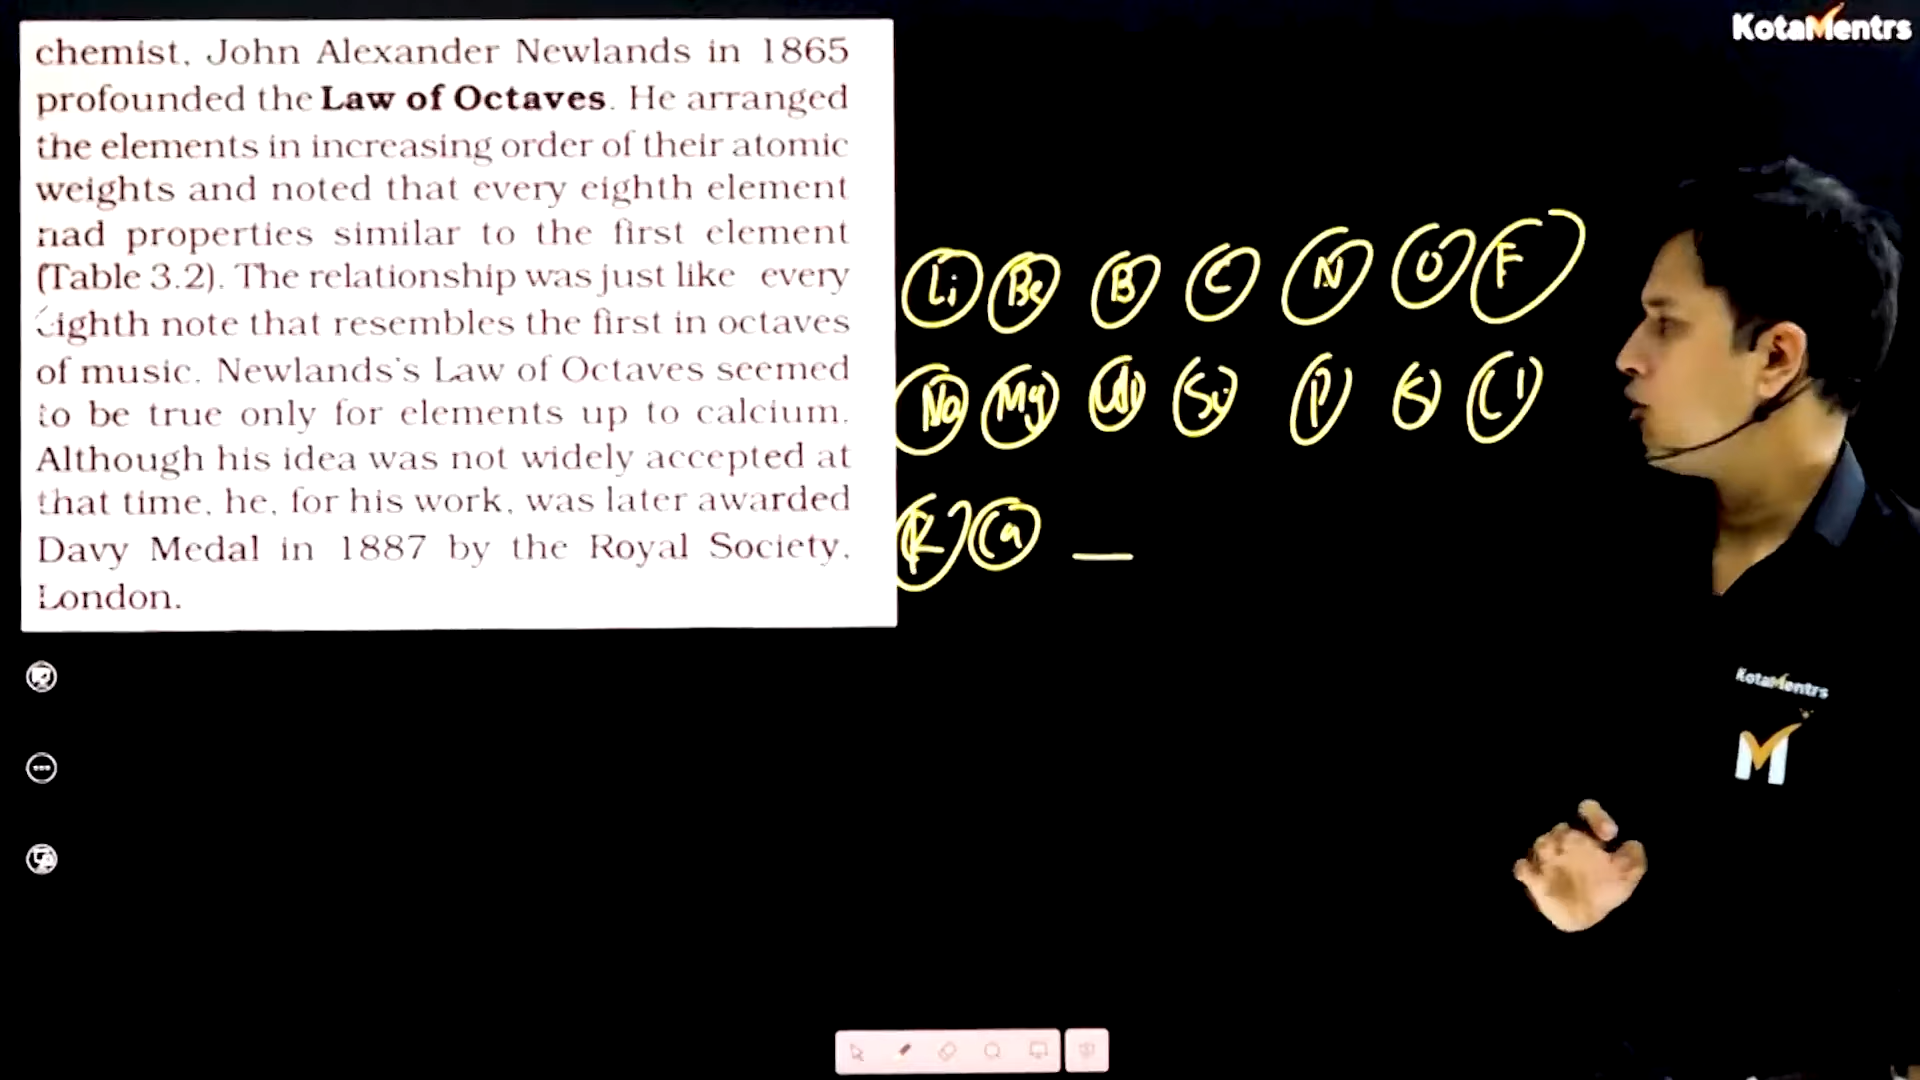 KotaMentrs
chemist, John Alexander Newlands in 1865
profounded the Law of Octaves. He arranged
the elements in increasing order of their atomic
weights and noted that every eighth element
had properties similar to the first element
(Table 3.2). The relationship was just like every
eighth note that resembles the first in octaves
of music. Newlands's Law of Octaves seemed
to be true only for elements up to calcium.
Although his idea was not widely accepted at
that time, he, for his work, was later awarded
Davy Medal in 1887 by the Royal Society,
London.
Li Be B C N O F
Na Mg Al Si P S Cl
K Ca
KotaMentrs
M